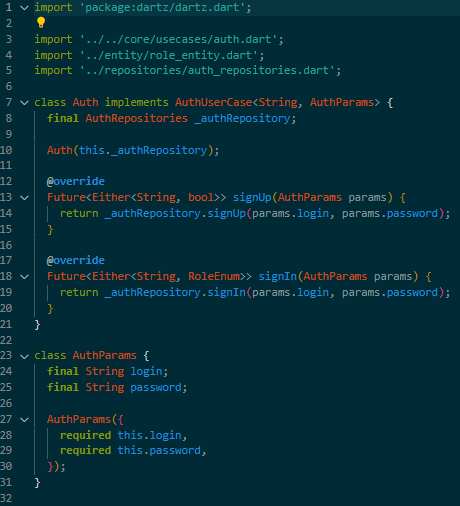 1 import 'package:dartz/dartz.dart';
2
3 import '../../core/usecases/auth.dart';
4 import '../entity/role_entity.dart';
5 import '../repositories/auth_repositories.dart';
6
7 class Auth implements AuthUserCase<String, AuthParams> {
8   final AuthRepositories _authRepository;
9
10   Auth(this._authRepository);
11
12   @override
13   Future<Either<String, bool>> signUp(AuthParams params) {
14     return _authRepository.signUp(params.login, params.password);
15   }
16
17   @override
18   Future<Either<String, RoleEnum>> signIn(AuthParams params) {
19     return _authRepository.signIn(params.login, params.password);
20   }
21 }
22
23 class AuthParams {
24   final String login;
25   final String password;
26
27   AuthParams({
28     required this.login,
29     required this.password,
30   });
31 }
32